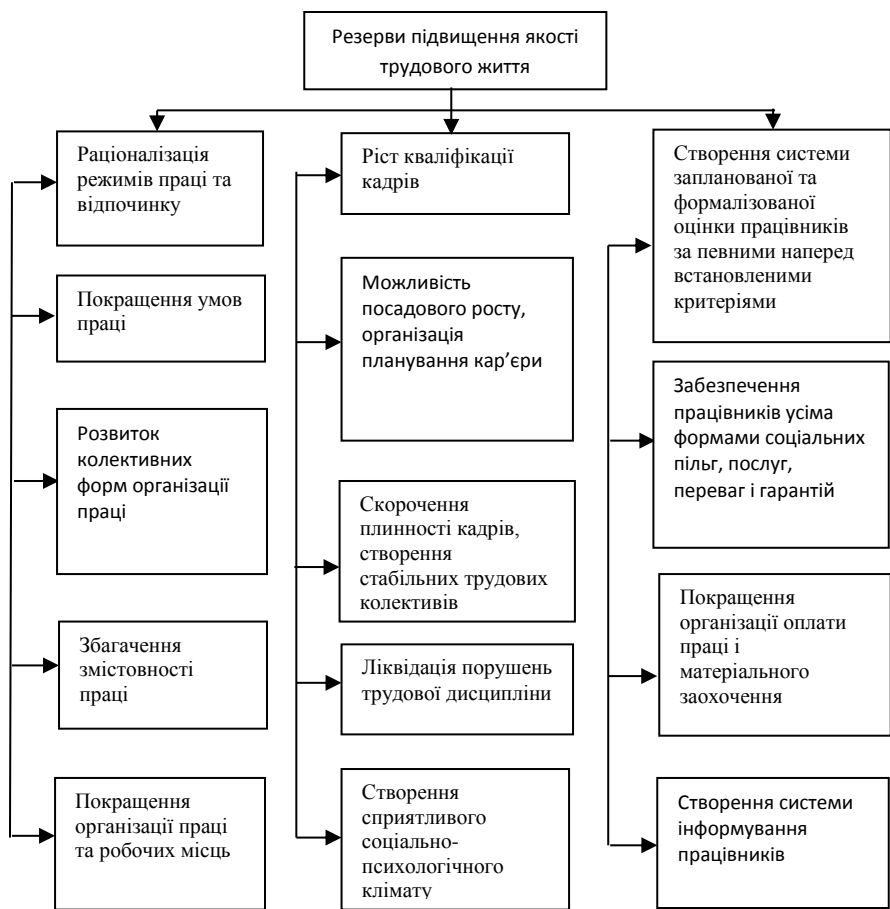 Резерви підвищення якості
трудового життя
Раціоналізація
режимів праці та
відпочинку
Покращення умов
праці
Розвиток
колективних
форм організації
праці
Збагачення
змістовності
праці
Покращення
організації праці
та робочих місць
Ріст кваліфікації
кадрів
Можливість
посадового росту,
організація
планування кар’єри
Скорочення
плинності кадрів,
створення
стабільних трудових
колективів
Ліквідація порушень
трудової дисципліни
Створення
сприятливого
соціально-
психологічного
клімату
Створення системи
запланованої та
формалізованої
оцінки працівників
за певними наперед
встановленими
критеріями
Забезпечення
працівників усіма
формами соціальних
пільг, послуг,
переваг і гарантій
Покращення
організації оплати
праці і
матеріального
заохочення
Створення системи
інформування
працівників